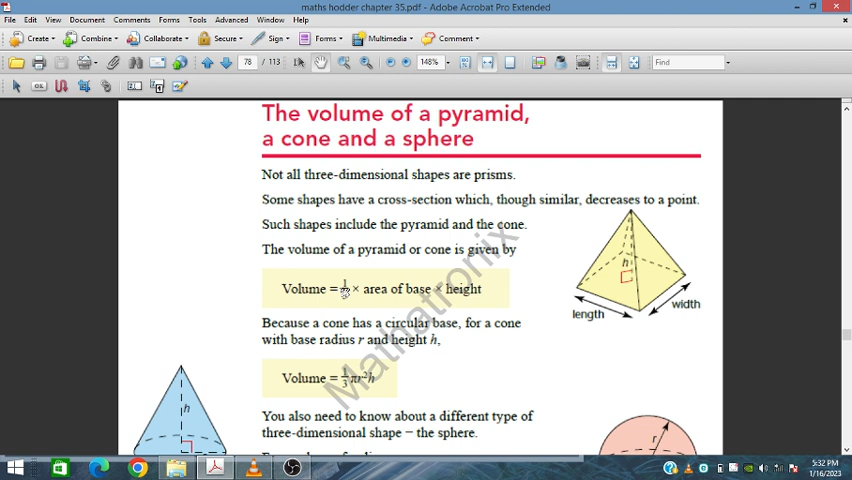 maths hodder chapter 35.pdf - Adobe Acrobat Pro Extended
File Edit View Document Comments Forms Tools Advanced Window Help
Create Combine Collaborate Secure Sign Forms Multimedia Comment
78 / 113 148% Find
The volume of a pyramid,
a cone and a sphere
Not all three-dimensional shapes are prisms.
Some shapes have a cross-section which, though similar, decreases to a point.
Such shapes include the pyramid and the cone.
The volume of a pyramid or cone is given by
Volume = 1/3 × area of base × height
h
length
width
Because a cone has a circular base, for a cone
with base radius r and height h,
Volume = 1/3 πr²h
h
You also need to know about a different type of
three-dimensional shape – the sphere.
r
Mathatronix
5:32 PM
1/16/2023